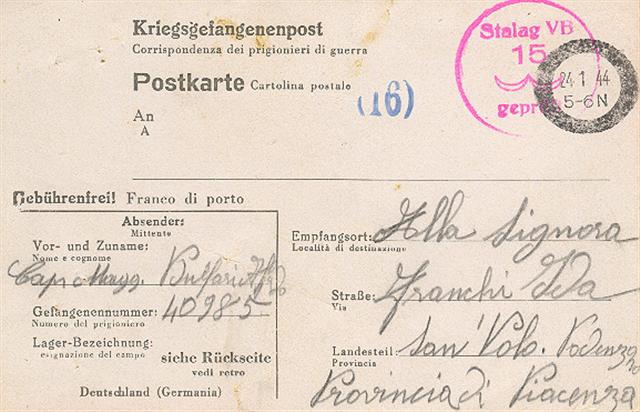 Kriegsgefangenenpost
Corrispondenza dei prigionieri di guerra
Postkarte Cartolina postale
(16)
Stalag VB
15
geprüft
24.1.44
5-6N
An
A
Gebührenfrei! Franco di porto
Absender:
Mittente
Vor- und Zuname:
Nome e cognome
Cap. Magg.
Gefangenennummer: 40985
Numero del prigioniero
Lager-Bezeichnung:
esignazione del campo
siehe Rückseite
vedi retro
Deutschland (Germania)
Empfangsort: Alla Signora
Località di destinazione
Straße: Franchi Ida
Via
Landesteil: San Polo. Podenzano
Provincia
Provincia di Piacenza